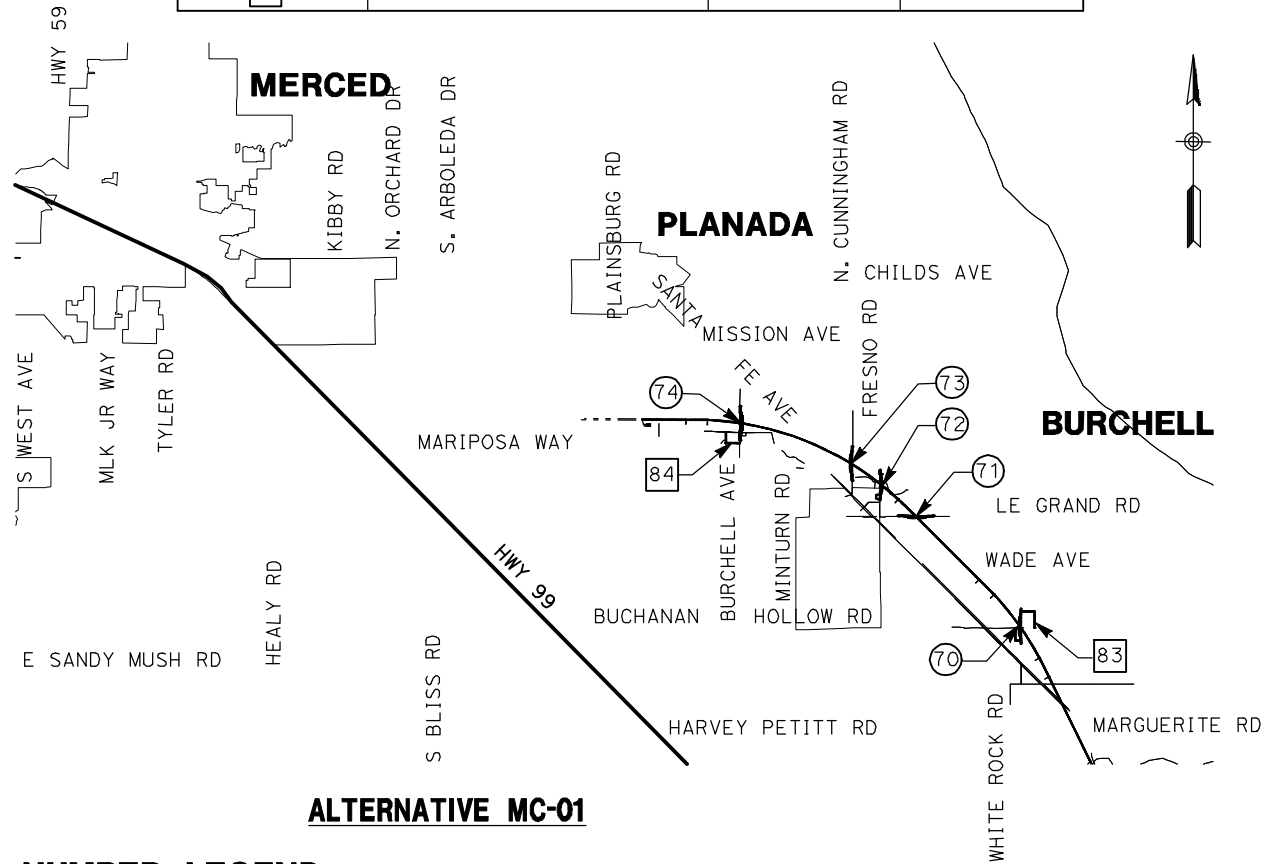 HWY 59
MERCED
KIBBY RD
N. ORCHARD DR
S. ARBOLEDA DR
PLAINSBURG RD
PLANADA
N. CUNNINGHAM RD
CHILDS AVE
SANTA
FE AVE
MISSION AVE
FRESNO RD
S WEST AVE
MLK JR WAY
TYLER RD
74
73
72
BURCHELL
MARIPOSA WAY
84
71
BURCHELL AVE
MINTURN RD
LE GRAND RD
WADE AVE
HWY 99
BUCHANAN HOLLOW RD
HEALY RD
E SANDY MUSH RD
S BLISS RD
70
83
HARVEY PETITT RD
WHITE ROCK RD
MARGUERITE RD
ALTERNATIVE MC-01
NUMBER LEGEND